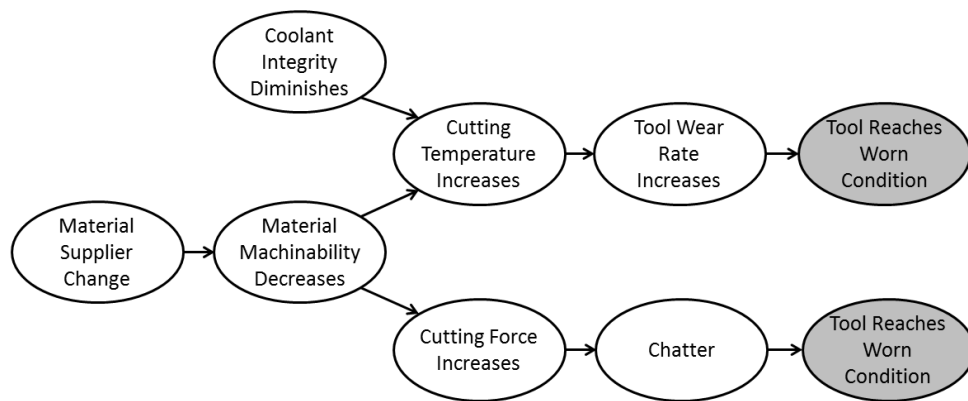 Coolant
Integrity
Diminishes
Cutting
Temperature
Increases
Tool Wear
Rate
Increases
Tool Reaches
Worn
Condition
Material
Supplier
Change
Material
Machinability
Decreases
Cutting Force
Increases
Chatter
Tool Reaches
Worn
Condition